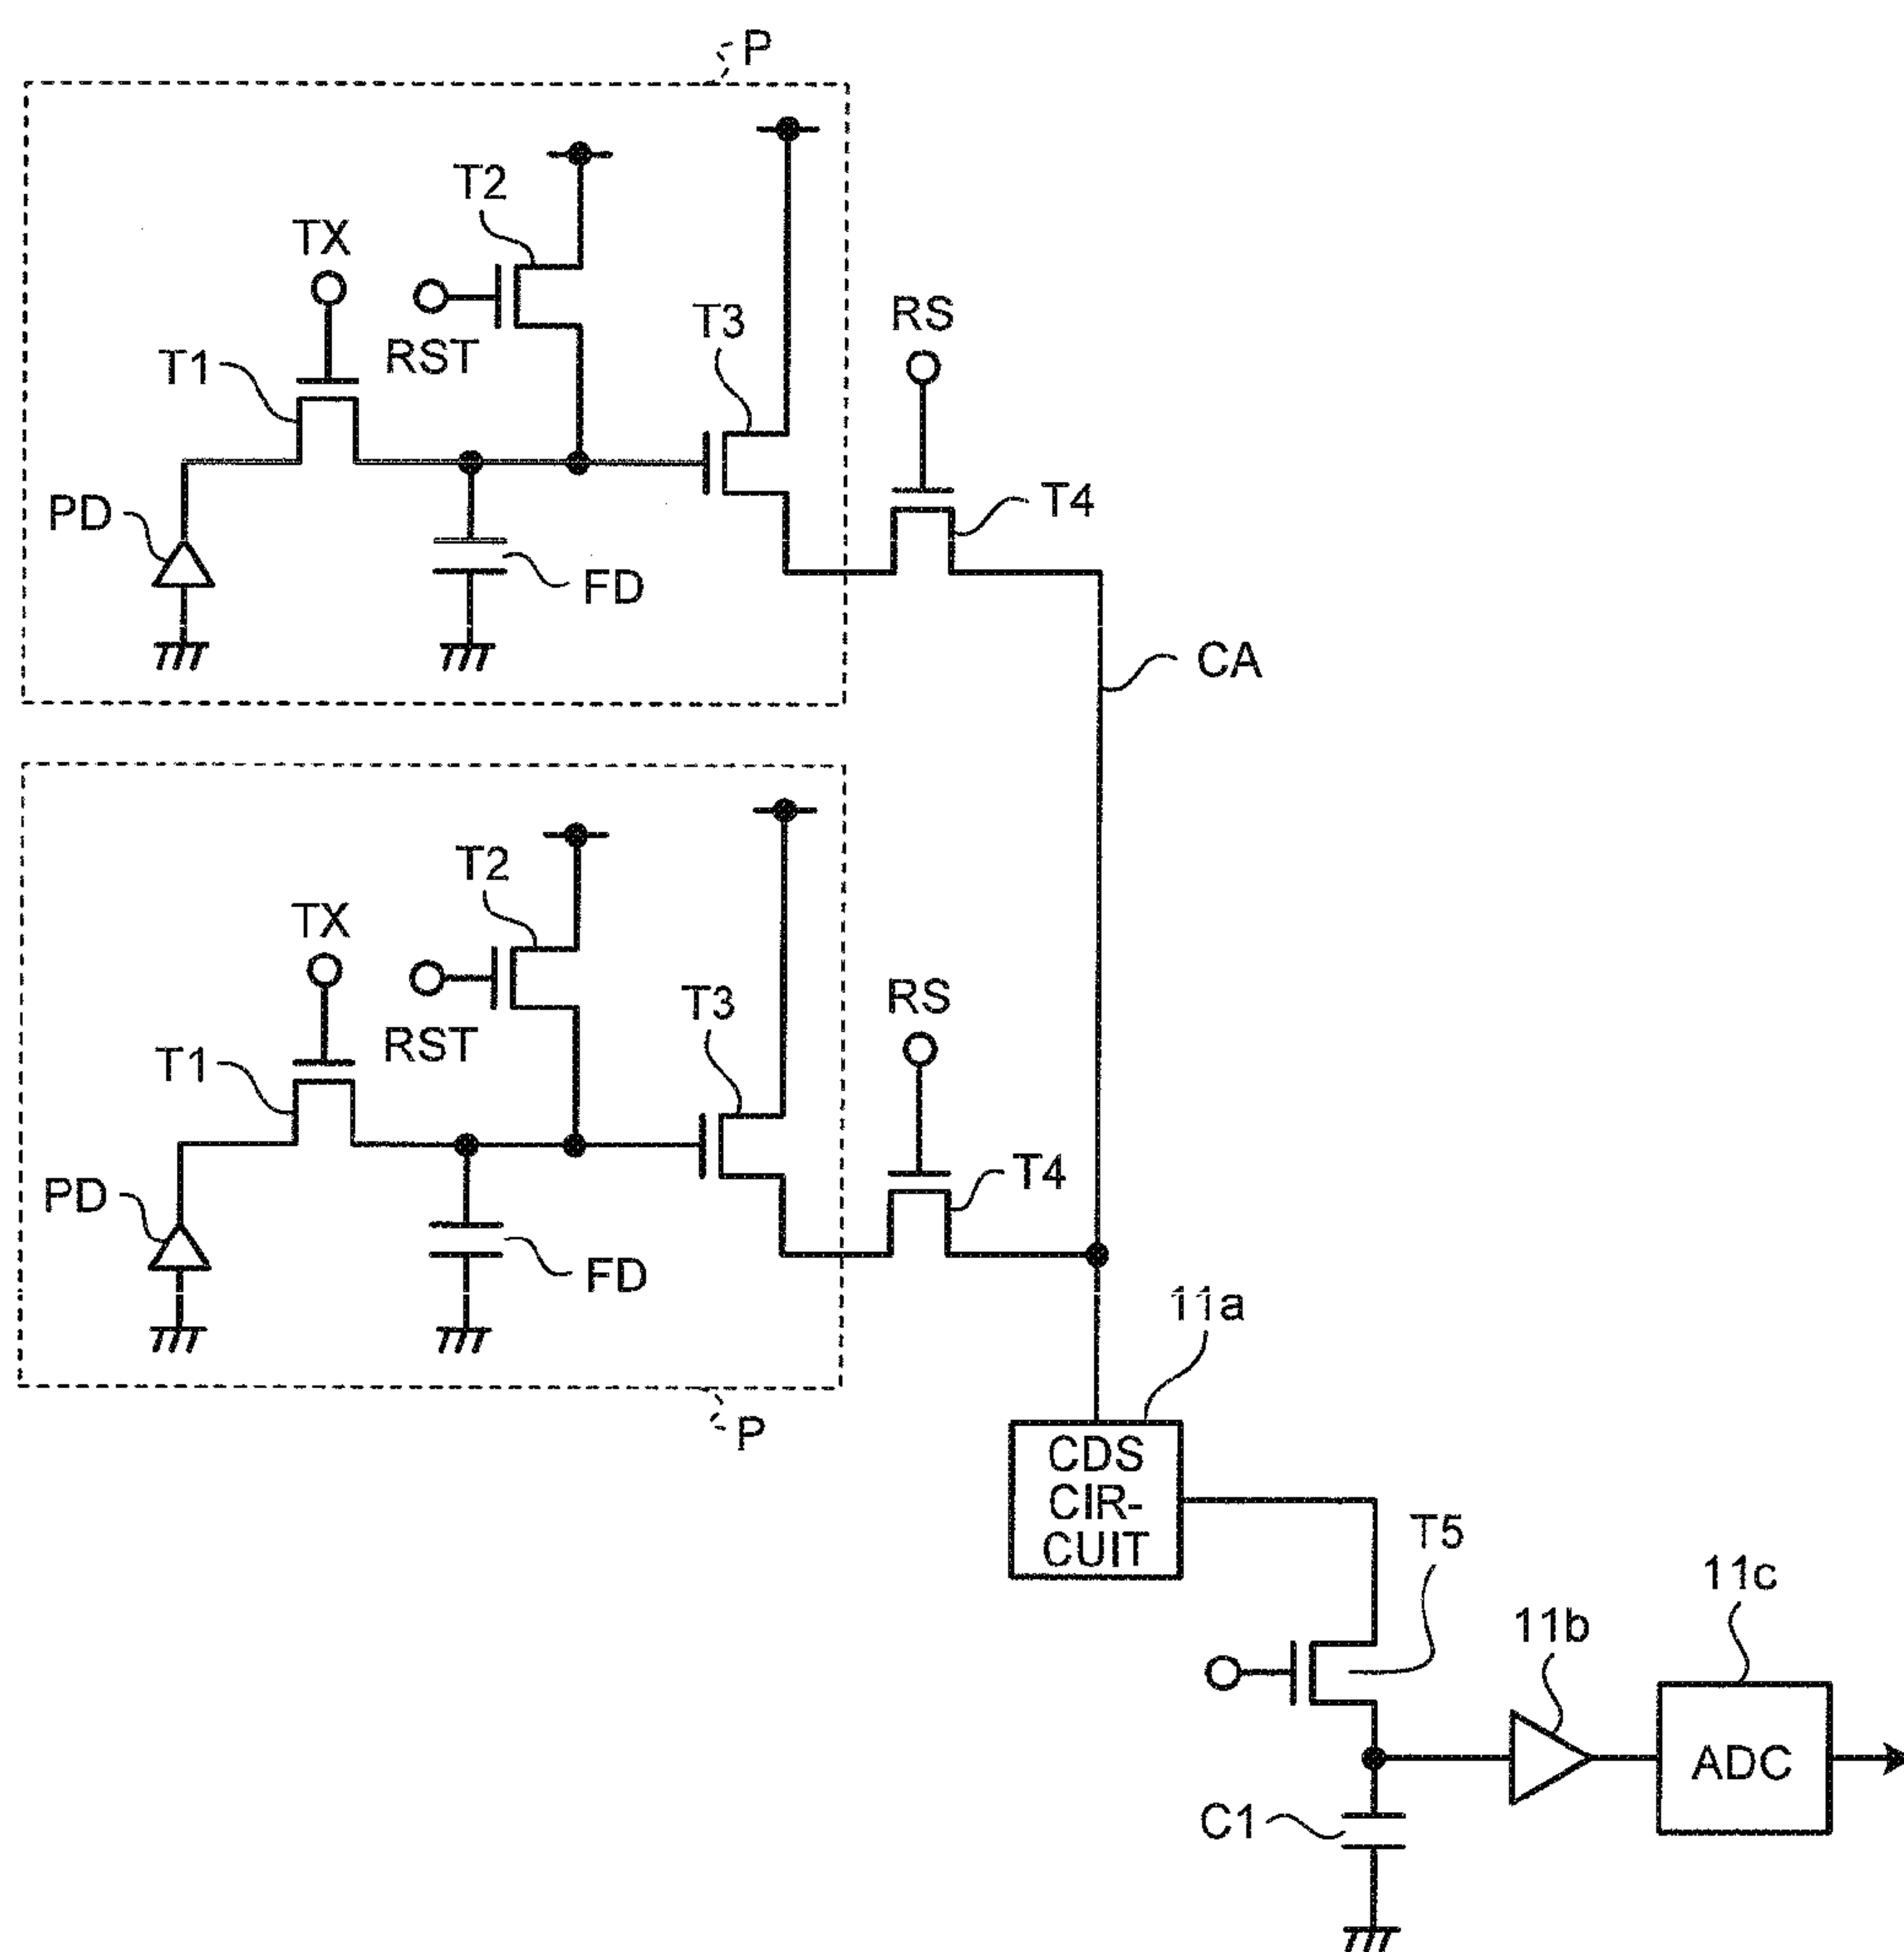 P
T2
TX
RST
T3
RS
T1
T4
PD
FD
CA
T2
TX
RST
T3
RS
T1
T4
PD
FD
11a
P
CDS
CIR-
CUIT
T5
11c
11b
ADC
C1